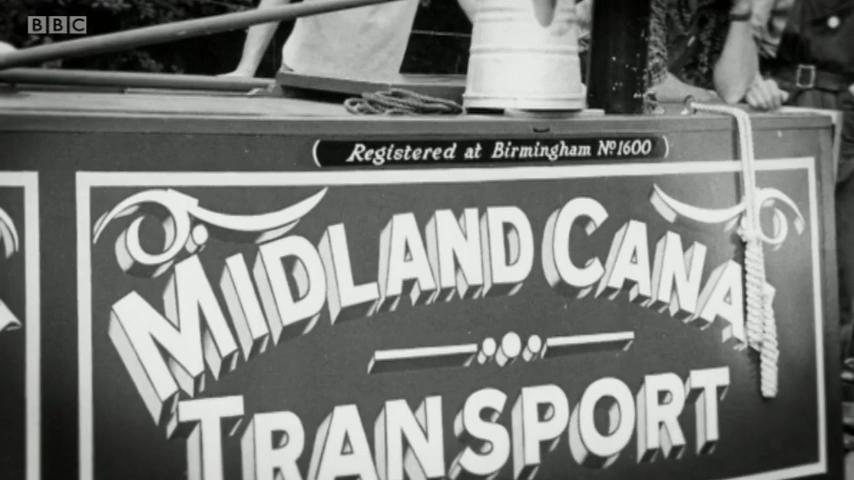 BBC
Registered at Birmingham Nº1600
MIDLAND CANA
TRANSPORT